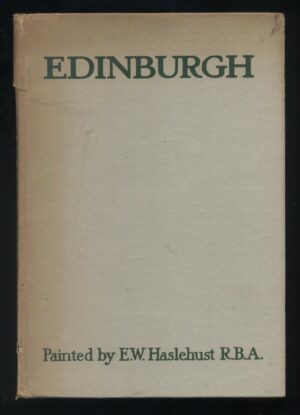 EDINBURGH
Painted by E.W. Haslehust R.B.A.